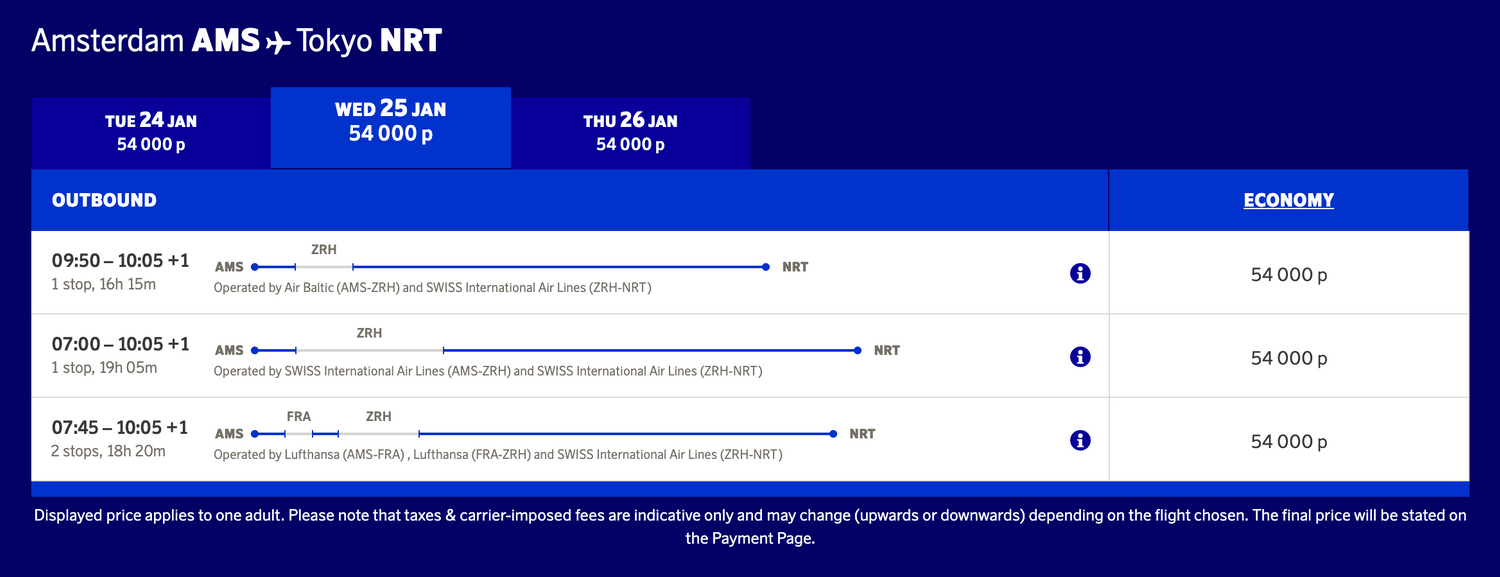 Amsterdam AMS Tokyo NRT
TUE 24 JAN
54 000 p
WED 25 JAN
54 000 p
THU 26 JAN
54 000 p
OUTBOUND
ECONOMY
09:50 – 10:05 +1
1 stop, 16h 15m
AMS
ZRH
NRT
Operated by Air Baltic (AMS-ZRH) and SWISS International Air Lines (ZRH-NRT)
i
54 000 p
07:00 – 10:05 +1
1 stop, 19h 05m
AMS
ZRH
NRT
Operated by SWISS International Air Lines (AMS-ZRH) and SWISS International Air Lines (ZRH-NRT)
i
54 000 p
07:45 – 10:05 +1
2 stops, 18h 20m
AMS
FRA
ZRH
NRT
Operated by Lufthansa (AMS-FRA) , Lufthansa (FRA-ZRH) and SWISS International Air Lines (ZRH-NRT)
i
54 000 p
Displayed price applies to one adult. Please note that taxes & carrier-imposed fees are indicative only and may change (upwards or downwards) depending on the flight chosen. The final price will be stated on
the Payment Page.